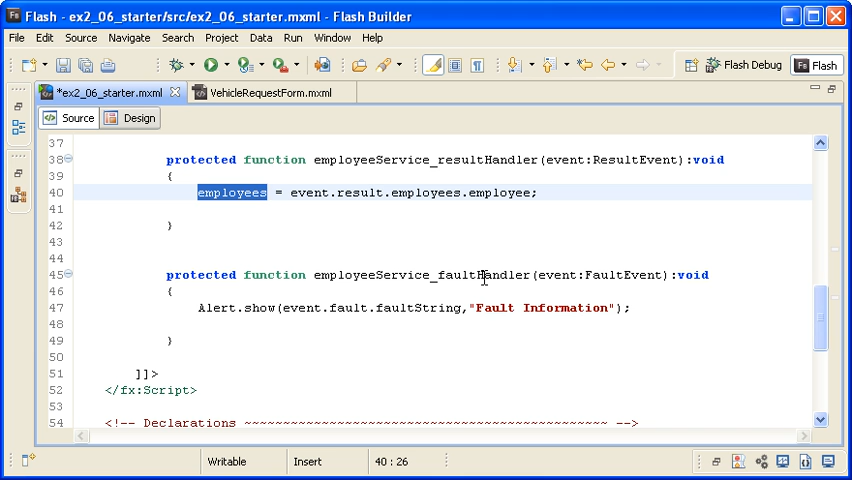 Flash - ex2_06_starter/src/ex2_06_starter.mxml - Flash Builder
File Edit Source Navigate Search Project Data Run Window Help
Flash Debug Flash
*ex2_06_starter.mxml VehicleRequestForm.mxml
Source Design
37
38 protected function employeeService_resultHandler(event:ResultEvent):void
39 {
40 employees = event.result.employees.employee;
41
42 }
43
44
45 protected function employeeService_faultHandler(event:FaultEvent):void
46 {
47 Alert.show(event.fault.faultString,"Fault Information");
48
49 }
50
51 ]]>
52 </fx:Script>
53
54 <!-- Declarations ~~~~~~~~~~~~~~~~~~~~~~~~~~~~~~~~~~~~~~~~~~~ -->
Writable Insert 40 : 26